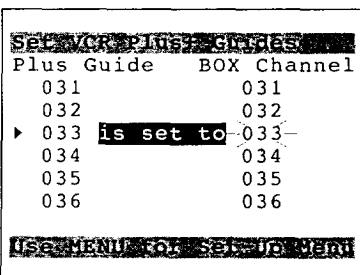 Set VCR Plus+ Guides
Plus Guide BOX Channel
031 031
032 032
033 is set to 033
034 034
035 035
036 036
Use MENU for Set Up Menu